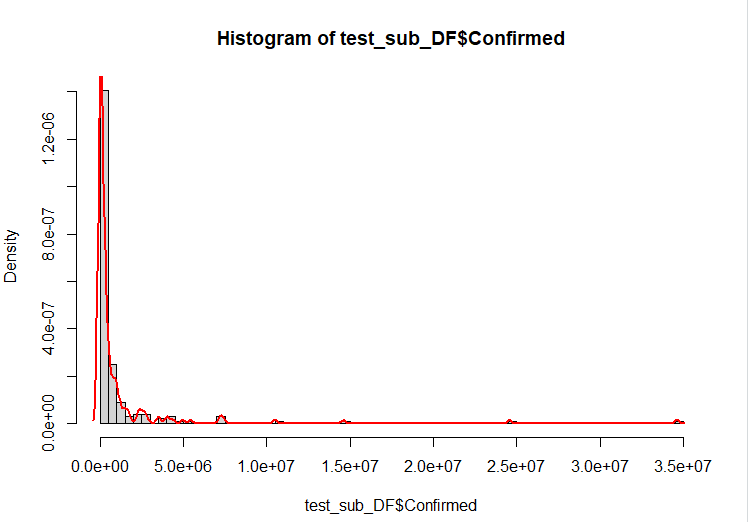 Histogram of test_sub_DF$Confirmed
Density
1.2e-06
8.0e-07
4.0e-07
0.0e+00
0.0e+00 5.0e+06 1.0e+07 1.5e+07 2.0e+07 2.5e+07 3.0e+07 3.5e+07
test_sub_DF$Confirmed